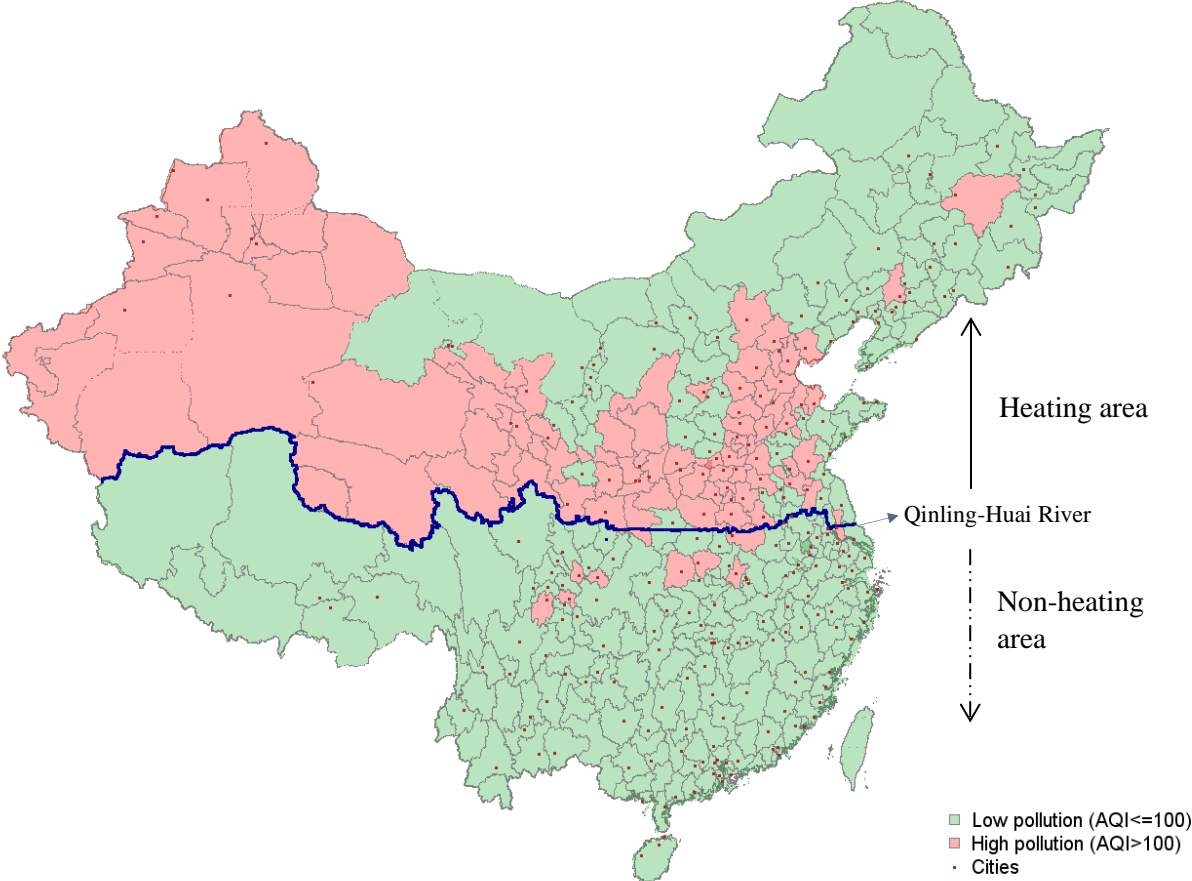 Heating area
Qinling-Huai River
Non-heating
area
Low pollution (AQI<=100)
High pollution (AQI>100)
Cities